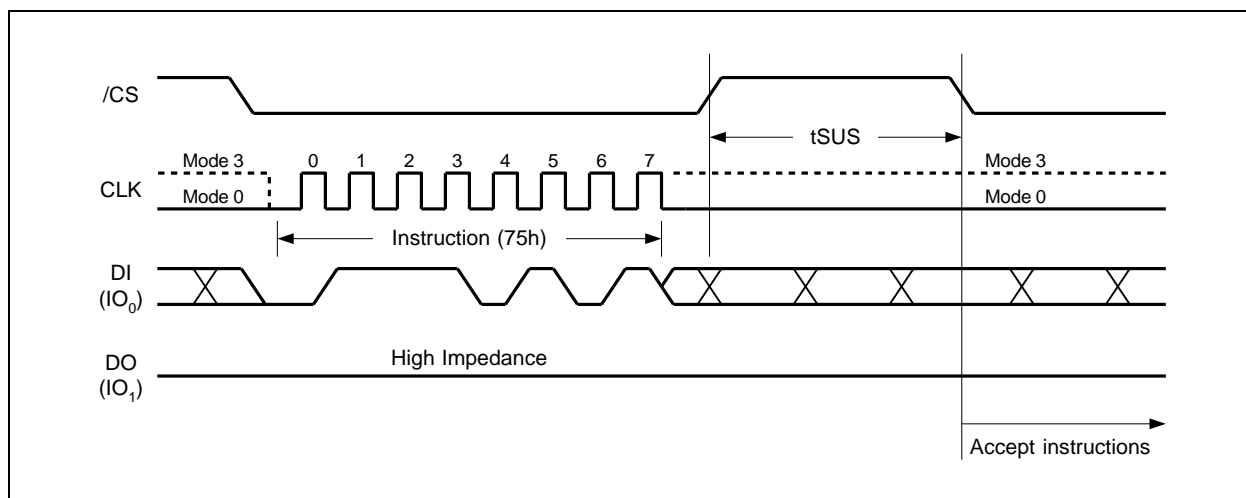 /CS
tSUS
Mode 3
0 1 2 3 4 5 6 7
Mode 3
CLK
Mode 0
Mode 0
Instruction (75h)
DI
(IO0)
High Impedance
DO
(IO1)
Accept instructions